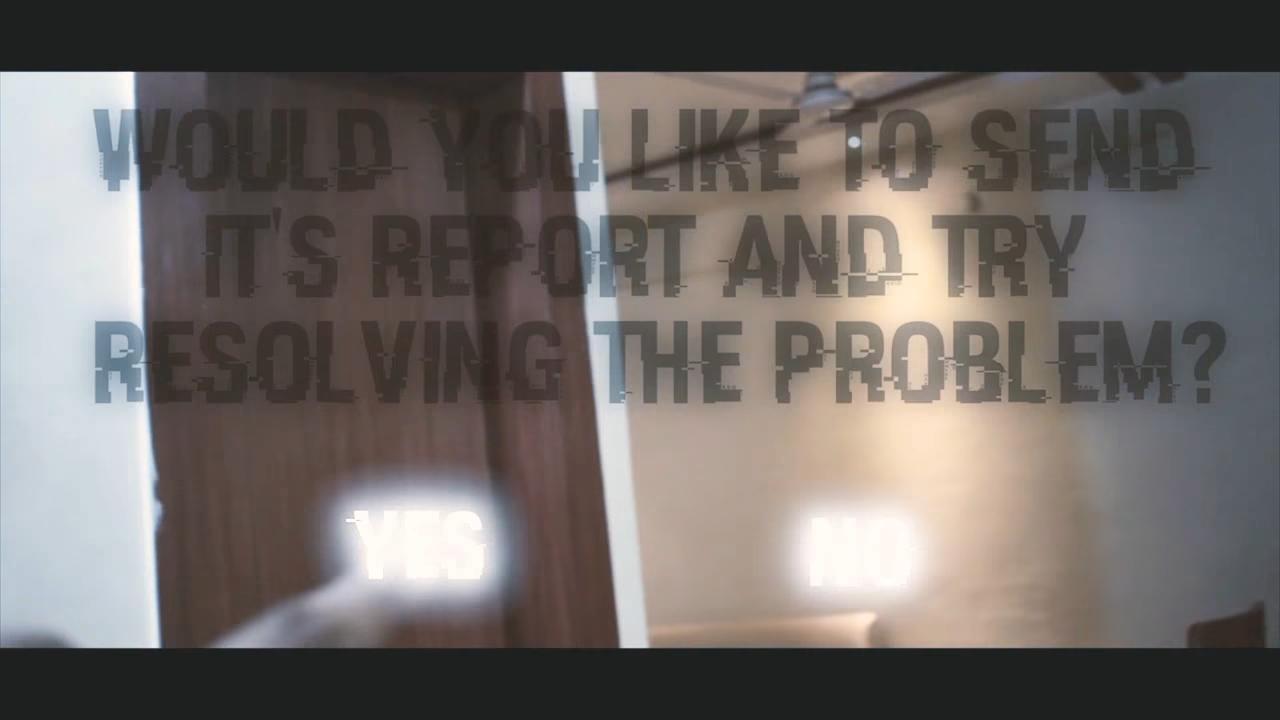 WOULD YOU LIKE TO SEND
IT'S REPORT AND TRY
RESOLVING THE PROBLEM?
YES NO